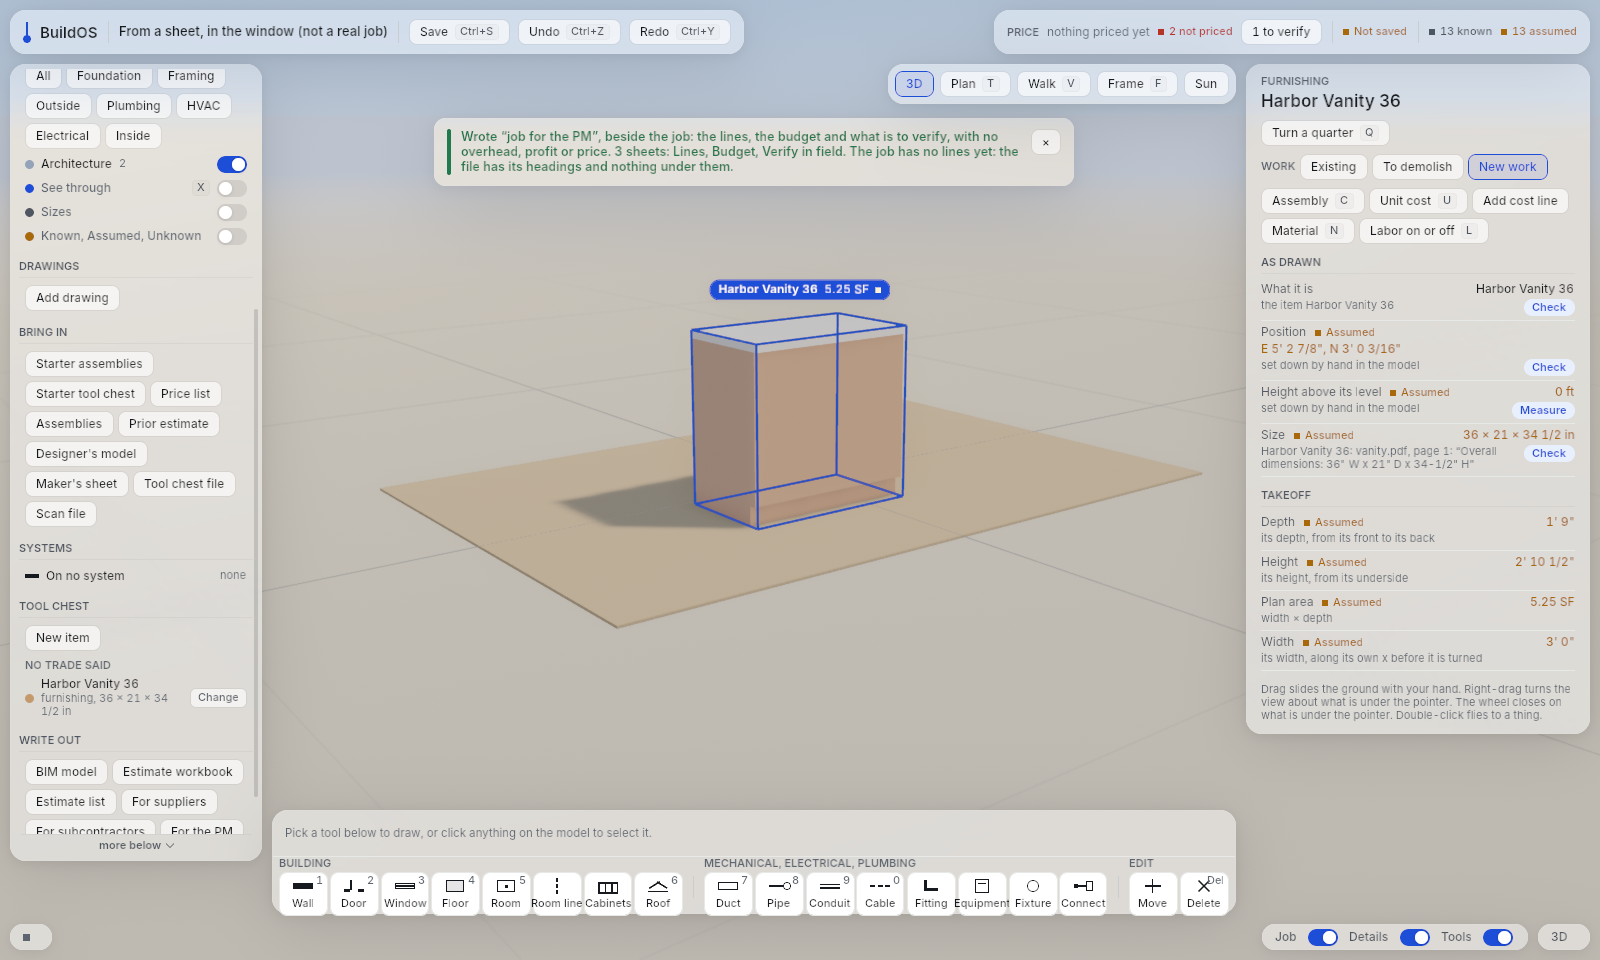 BuildOS
From a sheet, in the window (not a real job)
Save Ctrl+S
Undo Ctrl+Z
Redo Ctrl+Y
PRICE nothing priced yet 2 not priced 1 to verify Not saved 13 known 13 assumed
All Foundation Framing
Outside Plumbing HVAC
Electrical Inside
Architecture 2
See through X
Sizes
Known, Assumed, Unknown
DRAWINGS
Add drawing
BRING IN
Starter assemblies
Starter tool chest Price list
Assemblies Prior estimate
Designer's model
Maker's sheet Tool chest file
Scan file
SYSTEMS
On no system none
TOOL CHEST
New item
NO TRADE SAID
Harbor Vanity 36
furnishing, 36 × 21 × 34
1/2 in
Change
WRITE OUT
BIM model Estimate workbook
Estimate list For suppliers
For subcontractors For the PM
more below
3D Plan T Walk V Frame F Sun
Wrote "job for the PM", beside the job: the lines, the budget and what is to verify, with no
overhead, profit or price. 3 sheets: Lines, Budget, Verify in field. The job has no lines yet: the
file has its headings and nothing under them.
×
Harbor Vanity 36 5.25 SF
FURNISHING
Harbor Vanity 36
Turn a quarter Q
WORK Existing To demolish New work
Assembly C Unit cost U Add cost line
Material N Labor on or off L
AS DRAWN
What it is Harbor Vanity 36
the item Harbor Vanity 36 Check
Position Assumed
E 5' 2 7/8", N 3' 0 3/16"
set down by hand in the model Check
Height above its level Assumed 0 ft
set down by hand in the model Measure
Size Assumed 36 × 21 × 34 1/2 in
Harbor Vanity 36: vanity.pdf, page 1: "Overall
dimensions: 36" W x 21" D x 34-1/2" H"
Check
TAKEOFF
Depth Assumed 1' 9"
its depth, from its front to its back
Height Assumed 2' 10 1/2"
its height, from its underside
Plan area Assumed 5.25 SF
width × depth
Width Assumed 3' 0"
its width, along its own x before it is turned
Drag slides the ground with your hand. Right-drag turns the
view about what is under the pointer. The wheel closes on
what is under the pointer. Double-click flies to a thing.
Pick a tool below to draw, or click anything on the model to select it.
BUILDING
Wall 1 Door 2 Window 3 Floor 4 Room 5 Room line Cabinets Roof 6
MECHANICAL, ELECTRICAL, PLUMBING
Duct 7 Pipe 8 Conduit 9 Cable 0 Fitting Equipment Fixture Connect
EDIT
Move Delete Del
Job Details Tools 3D